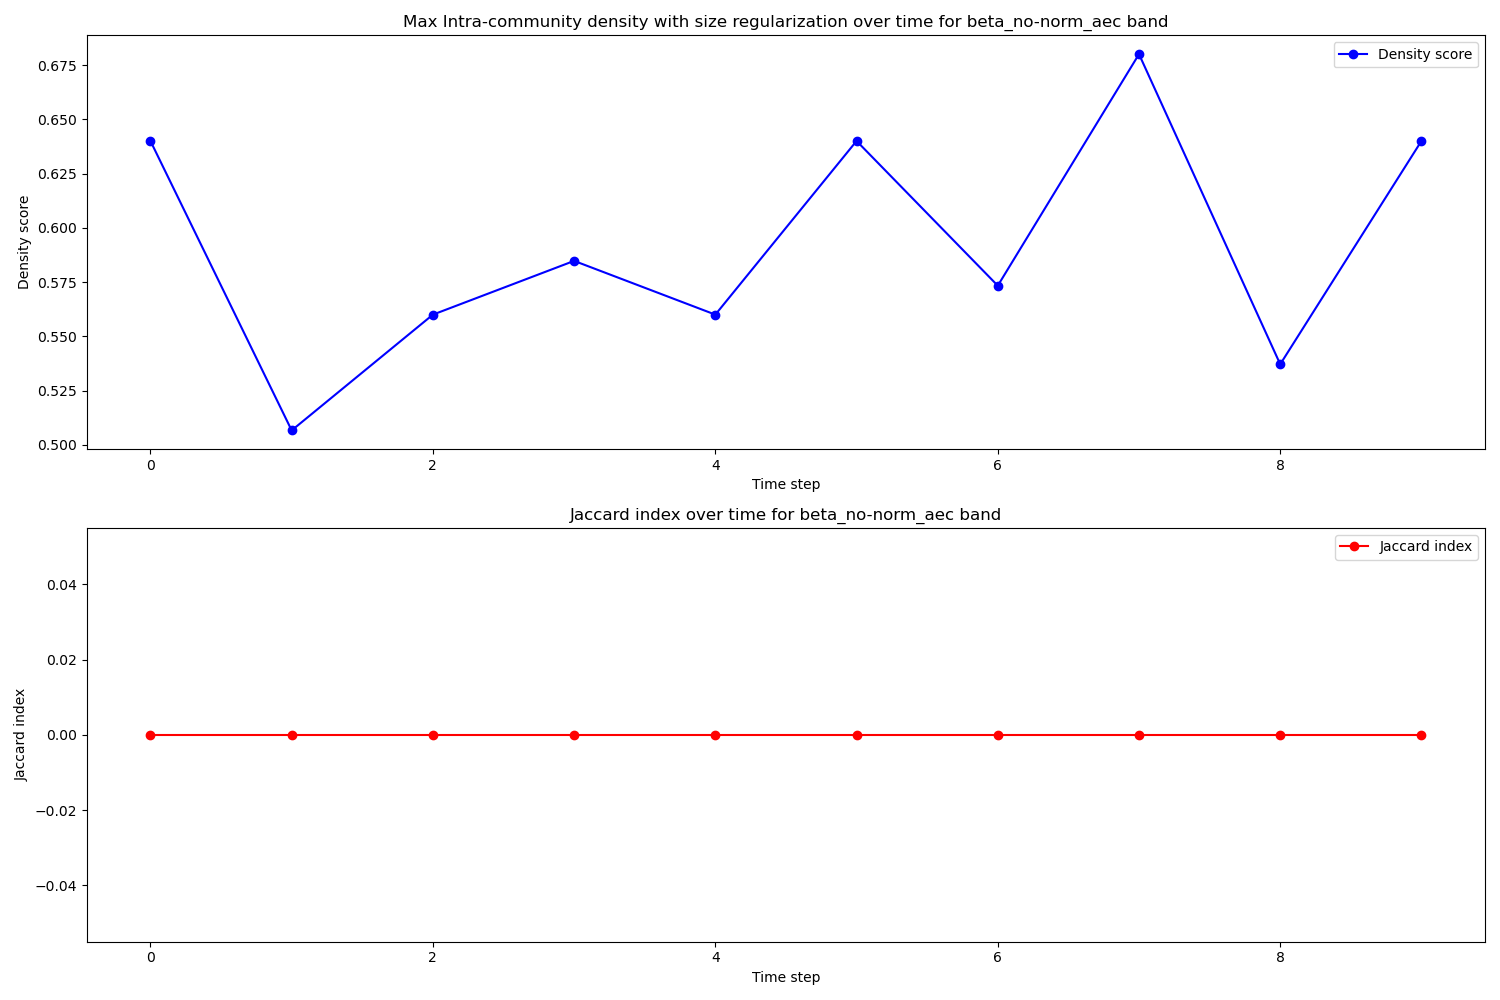 Max Intra-community density with size regularization over time for beta_no-norm_aec band
Density score
0.675
0.650
0.625
0.600
0.575
0.550
0.525
0.500
Density score
0 2 4 6 8
Time step
Jaccard index over time for beta_no-norm_aec band
Jaccard index
0.04
0.02
0.00
−0.02
−0.04
Jaccard index
0 2 4 6 8
Time step